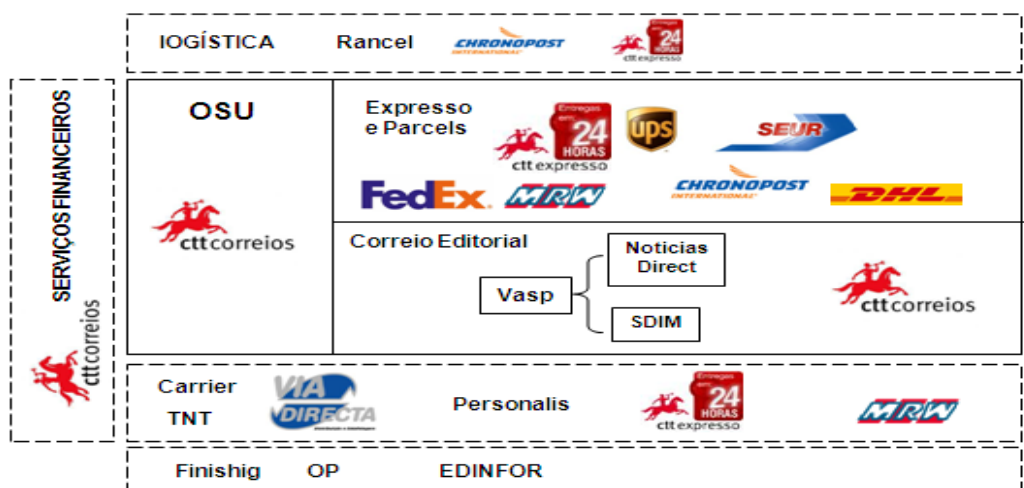 lOGÍSTICA Rancel CHRONOPOST INTERNATIONAL Entregas em: 24 HORAS ctt expresso
SERVIÇOS FINANCEIROS
ctt correios
OSU
ctt correios
Expresso
e Parcels
Entregas em: 24 HORAS
ctt expresso
ups
SEUR
FedEx.
MRW
CHRONOPOST
INTERNATIONAL
DHL
Correio Editorial
Vasp
Noticias
Direct
SDIM
ctt correios
Carrier
TNT
VIA
DIRECTA
Personalis
Entregas em: 24 HORAS
ctt expresso
MRW
Finishig OP EDINFOR